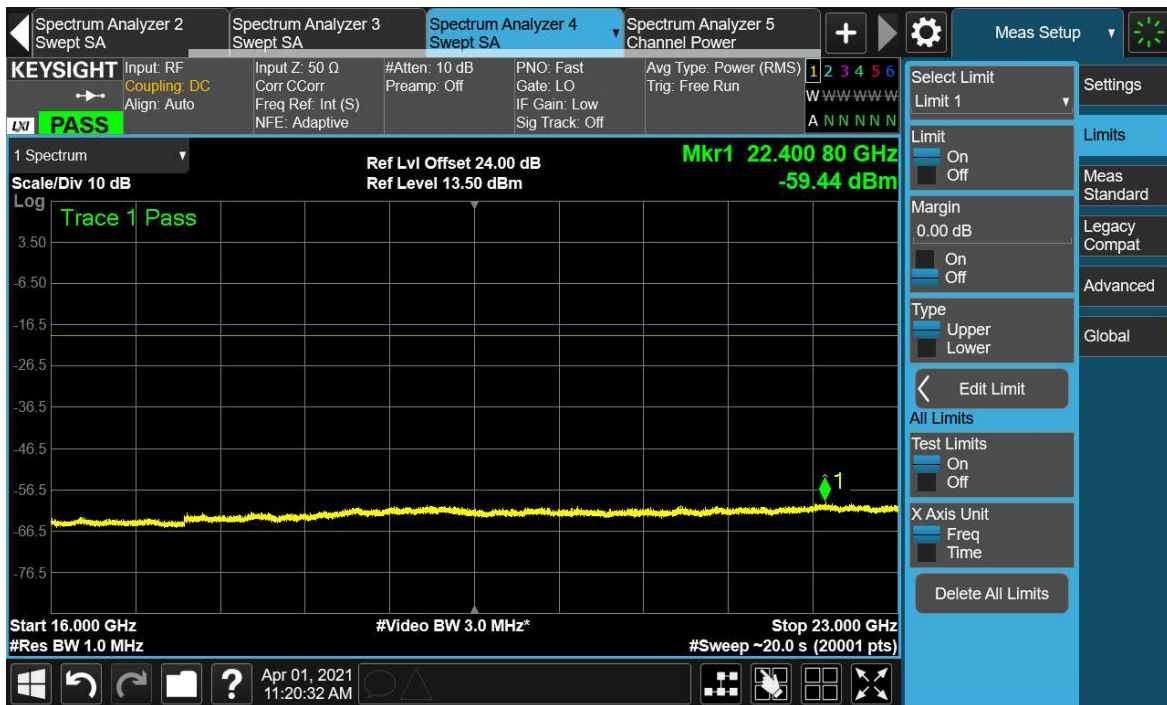 Spectrum Analyzer 2
Swept SA
Spectrum Analyzer 3
Swept SA
Spectrum Analyzer 4
Swept SA
Spectrum Analyzer 5
Channel Power
+
Meas Setup
KEYSIGHT
LXI PASS
Input: RF
Coupling: DC
Align: Auto
Input Z: 50 Ω
Corr CCorr
Freq Ref: Int (S)
NFE: Adaptive
#Atten: 10 dB
Preamp: Off
PNO: Fast
Gate: LO
IF Gain: Low
Sig Track: Off
Avg Type: Power (RMS)
Trig: Free Run
1 2 3 4 5 6
W W W W W W
A N N N N N
1 Spectrum
Scale/Div 10 dB
Log
Ref Lvl Offset 24.00 dB
Ref Level 13.50 dBm
Mkr1 22.400 80 GHz
-59.44 dBm
Trace 1 Pass
3.50
-6.50
-16.5
-26.5
-36.5
-46.5
-56.5
-66.5
-76.5
1
Start 16.000 GHz
#Res BW 1.0 MHz
#Video BW 3.0 MHz*
Stop 23.000 GHz
#Sweep ~20.0 s (20001 pts)
Select Limit
Limit 1
Limit
On
Off
Margin
0.00 dB
On
Off
Type
Upper
Lower
Edit Limit
All Limits
Test Limits
On
Off
X Axis Unit
Freq
Time
Delete All Limits
Settings
Limits
Meas
Standard
Legacy
Compat
Advanced
Global
?
Apr 01, 2021
11:20:32 AM